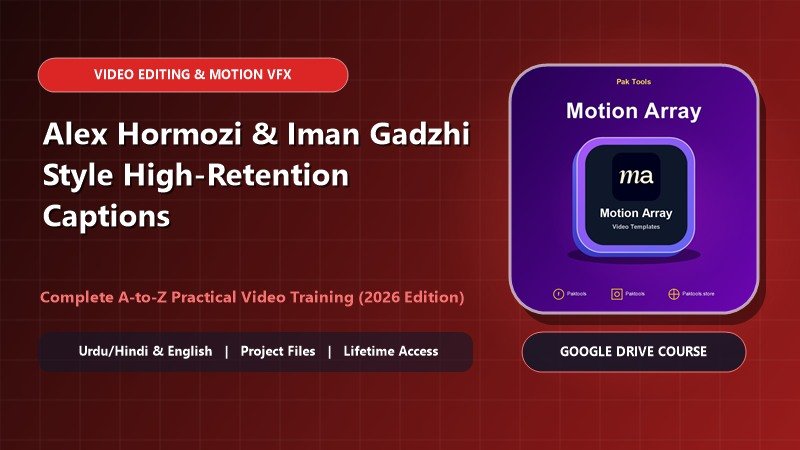 VIDEO EDITING & MOTION VFX
Alex Hormozi & Iman Gadzhi
Style High-Retention
Captions
Complete A-to-Z Practical Video Training (2026 Edition)
Urdu/Hindi & English | Project Files | Lifetime Access
Pak Tools
Motion Array
ma
Motion Array
Video Templates
Paktools
Paktools
Paktools.store
GOOGLE DRIVE COURSE